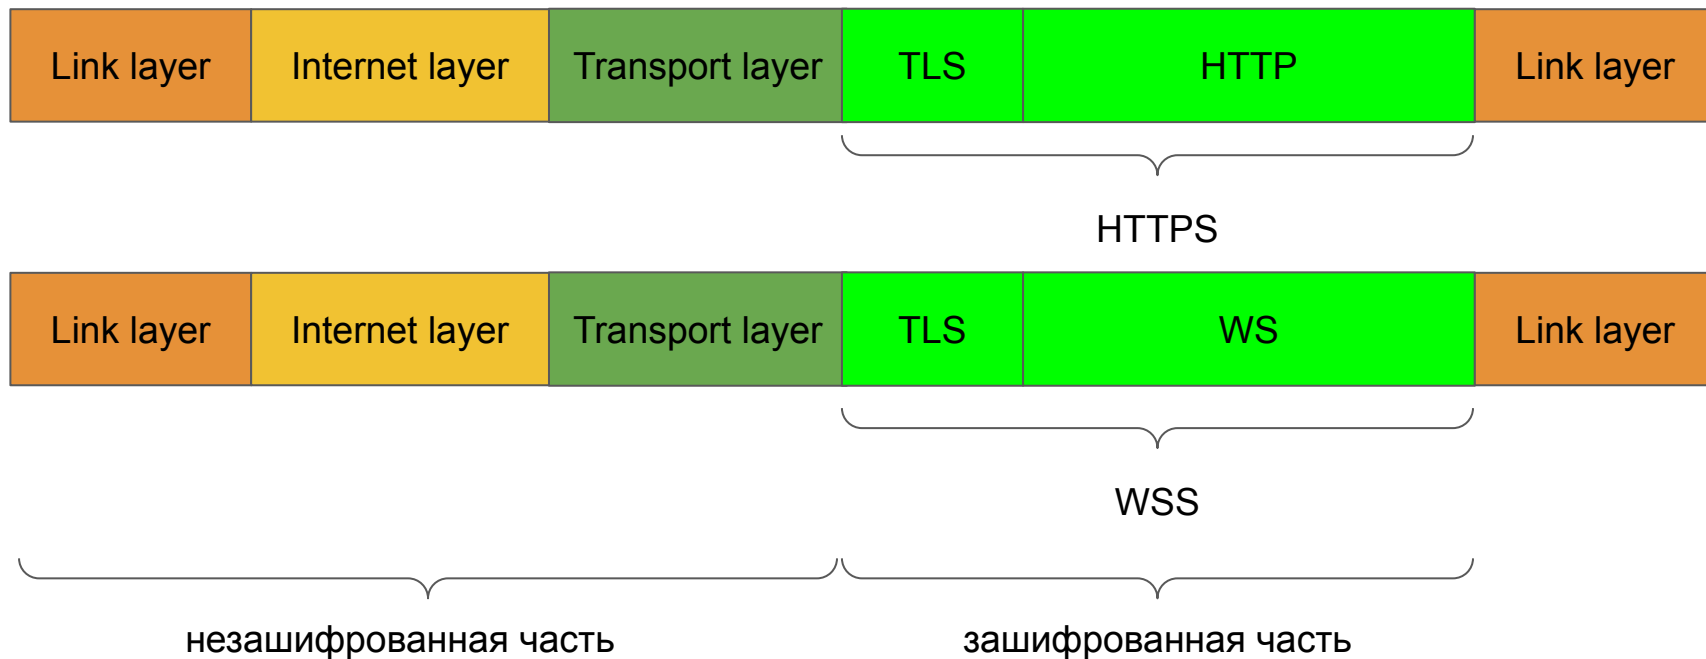 Link layer Internet layer Transport layer TLS HTTP Link layer
HTTPS
Link layer Internet layer Transport layer TLS WS Link layer
WSS
незашифрованная часть зашифрованная часть